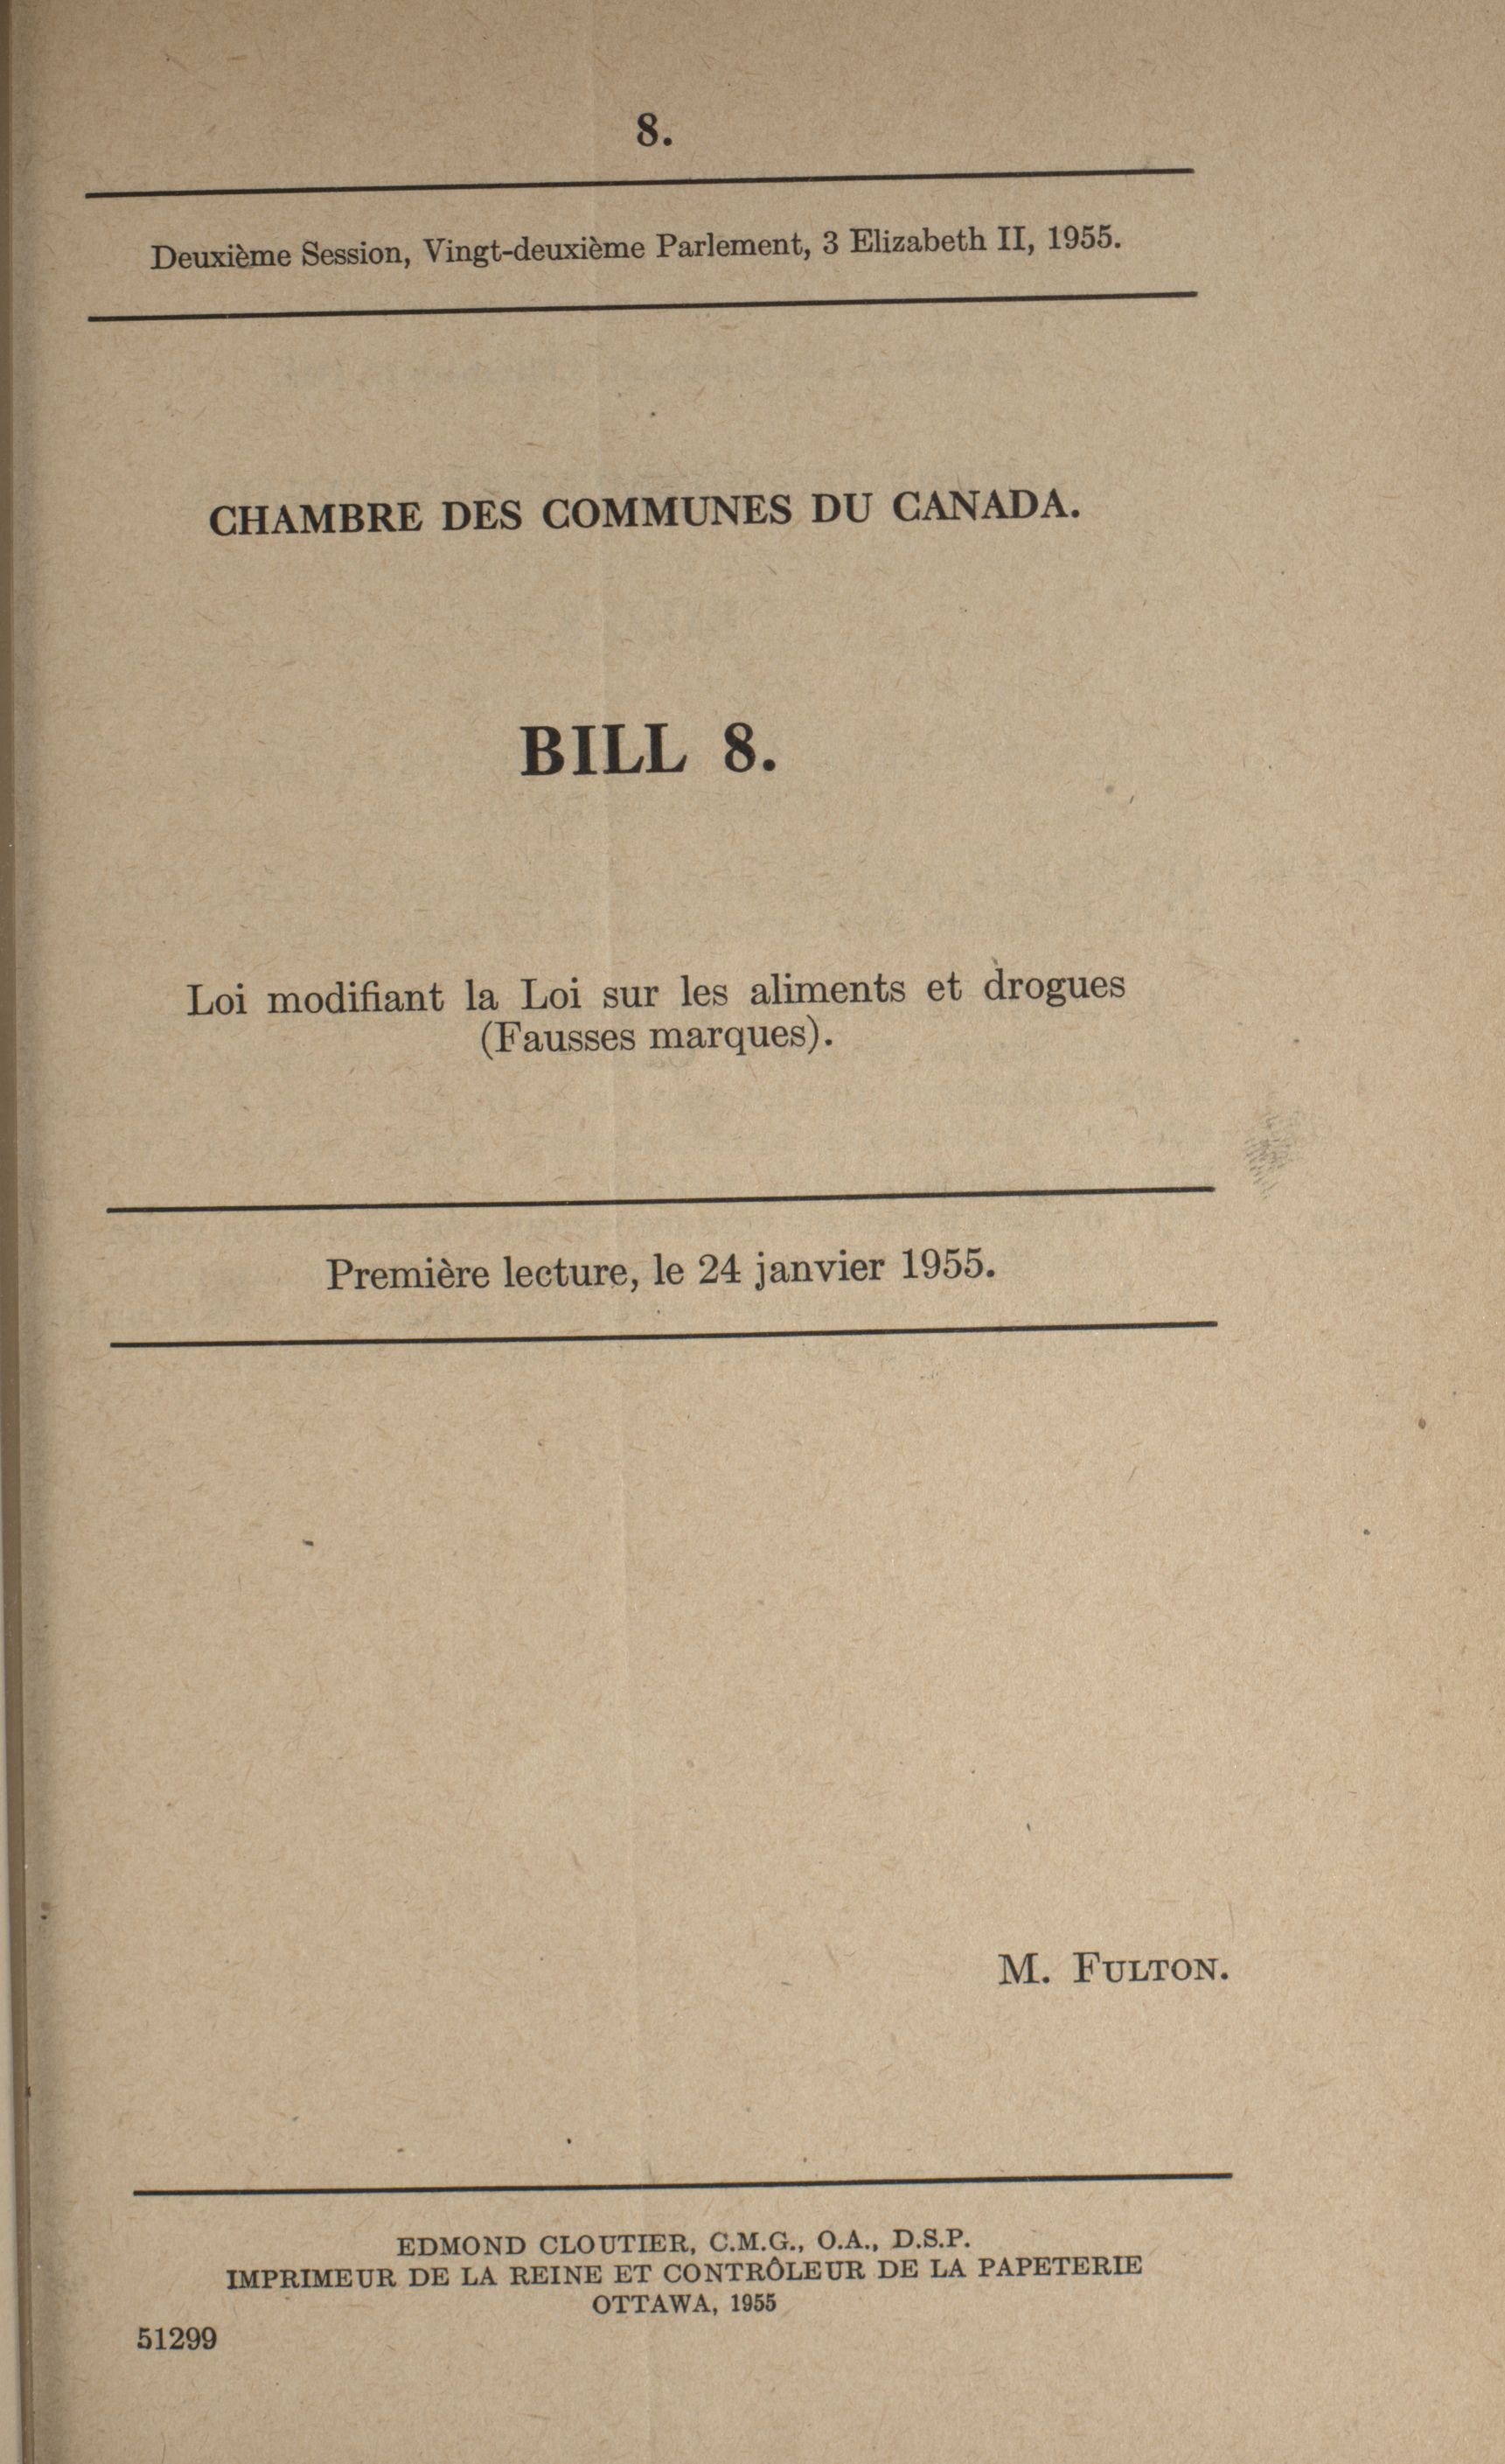 8.
Deuxième Session, Vingt-deuxième Parlement, 3 Elizabeth II, 1955.
CHAMBRE DES COMMUNES DU CANADA.
BILL 8.
Loi modifiant la Loi sur les aliments et drogues
(Fausses marques).
Première lecture, le 24 janvier 1955.
M. FULTON.
EDMOND CLOUTIER, C.M.G., O.A., D.S.P.
IMPRIMEUR DE LA REINE ET CONTRÔLEUR DE LA PAPETERIE
OTTAWA, 1955
51299